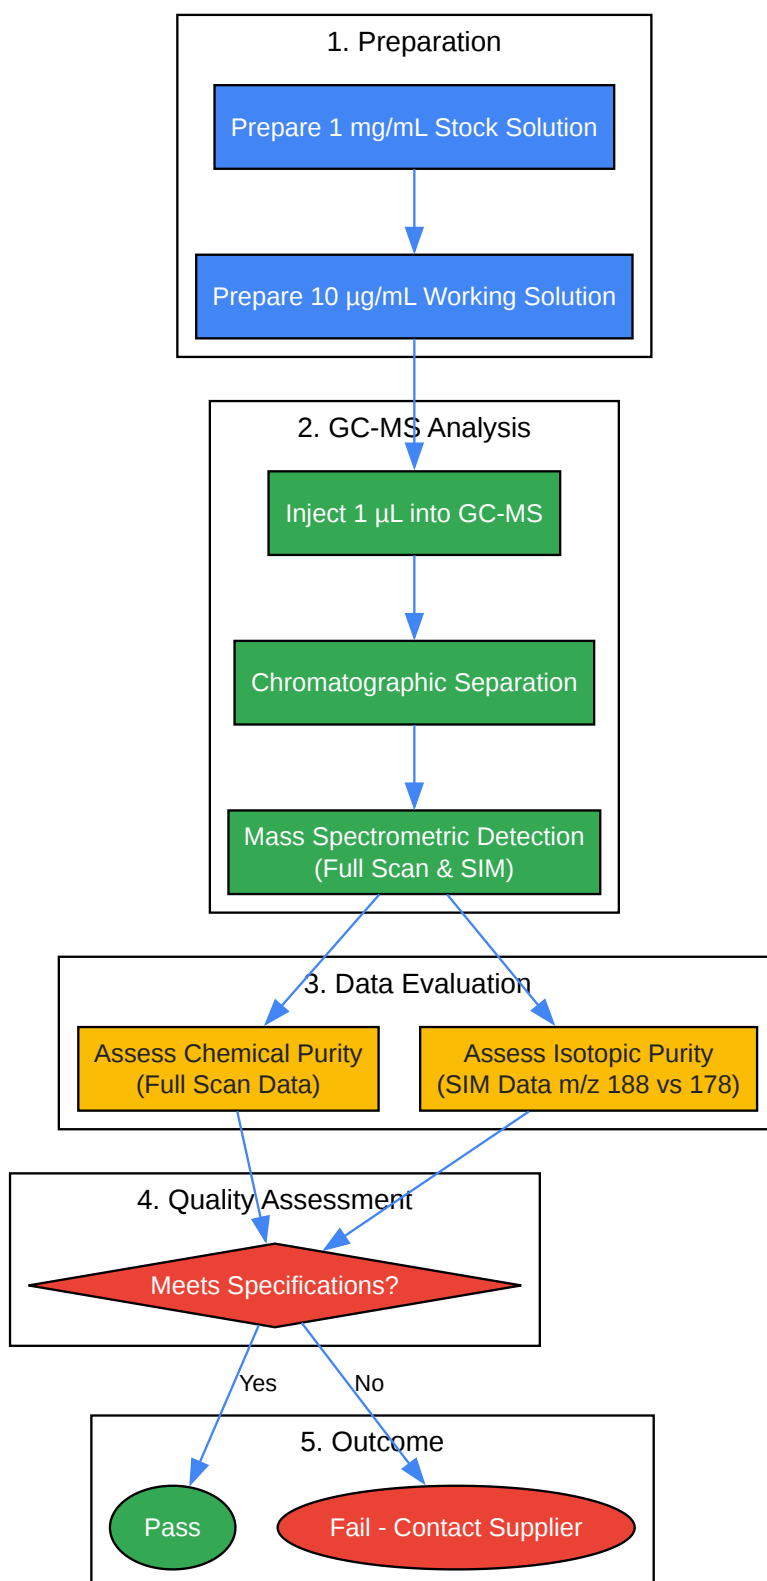 1. Preparation
Prepare 1 mg/mL Stock Solution
Prepare 10 µg/mL Working Solution
2. GC-MS Analysis
Inject 1 µL into GC-MS
Chromatographic Separation
Mass Spectrometric Detection
(Full Scan & SIM)
3. Data Evaluation
Assess Chemical Purity
(Full Scan Data)
Assess Isotopic Purity
(SIM Data m/z 188 vs 178)
4. Quality Assessment
Meets Specifications?
Yes
No
5. Outcome
Pass
Fail - Contact Supplier